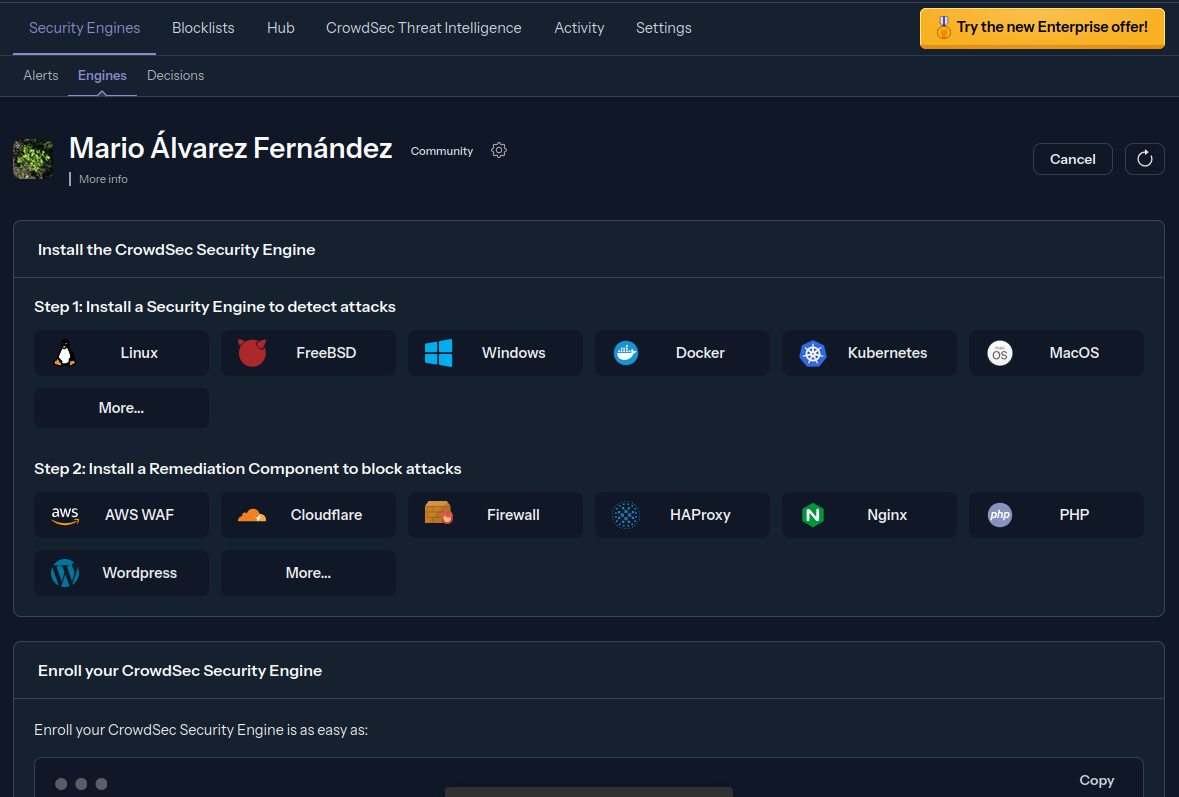 Security Engines Blocklists Hub CrowdSec Threat Intelligence Activity Settings Try the new Enterprise offer!
Alerts Engines Decisions
Mario Álvarez Fernández Community
More info
Cancel
Install the CrowdSec Security Engine
Step 1: Install a Security Engine to detect attacks
Linux FreeBSD Windows Docker Kubernetes mac OS MacOS
More...
Step 2: Install a Remediation Component to block attacks
aws AWS WAF Cloudflare Firewall HAProxy N Nginx php PHP
Wordpress More...
Enroll your CrowdSec Security Engine
Enroll your CrowdSec Security Engine is as easy as:
Copy